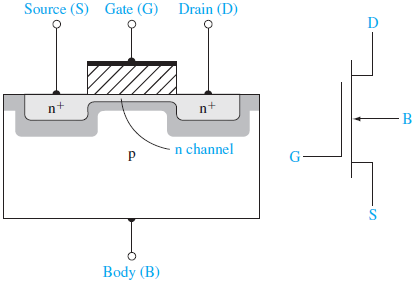 Source (S) Gate (G) Drain (D)
D
n+ n+
B
n channel
p
G
S
Body (B)